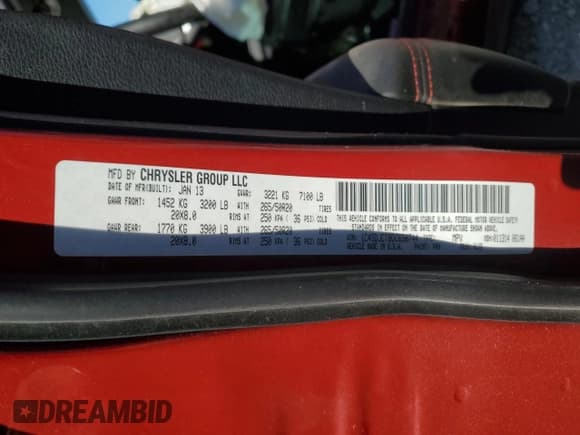 MFD BY CHRYSLER GROUP LLC
DATE OF MFR(BUILT): JAN 13 GVWR: 3221 KG 7100 LB
GAWR FRONT: 1452 KG 3200 LB WITH 265/50R20 TIRES
20X8.0 RIMS AT 250 KPA ( 36 PSI) COLD
GAWR REAR: 1770 KG 3900 LB WITH 265/50R20 TIRES
20X8.0 RIMS AT 250 KPA ( 36 PSI) COLD
THIS VEHICLE CONFORMS TO ALL APPLICABLE U.S.A. FEDERAL MOTOR VEHICLE SAFETY
STANDARDS IN EFFECT ON THE DATE OF MANUFACTURE SHOWN ABOVE.
MPV
VEHICLE MADE IN U.S.A.
DREAMBID